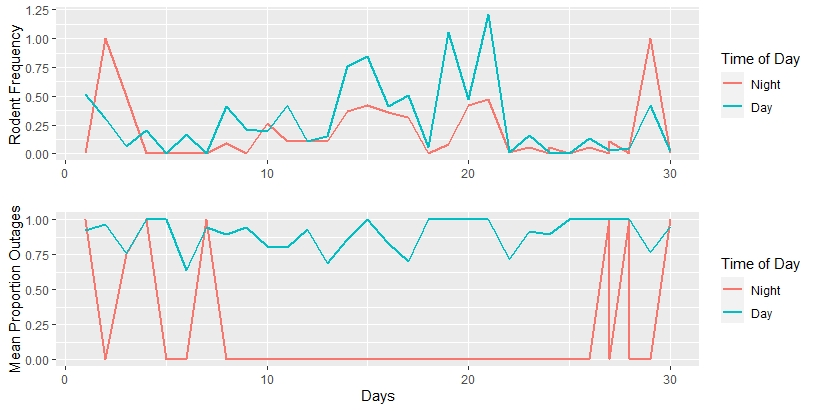 Rodent Frequency
1.25
1.00
0.75
0.50
0.25
0.00
0
10
20
30
Time of Day
Night
Day
Mean Proportion Outages
1.00
0.75
0.50
0.25
0.00
0
10
20
30
Days
Time of Day
Night
Day